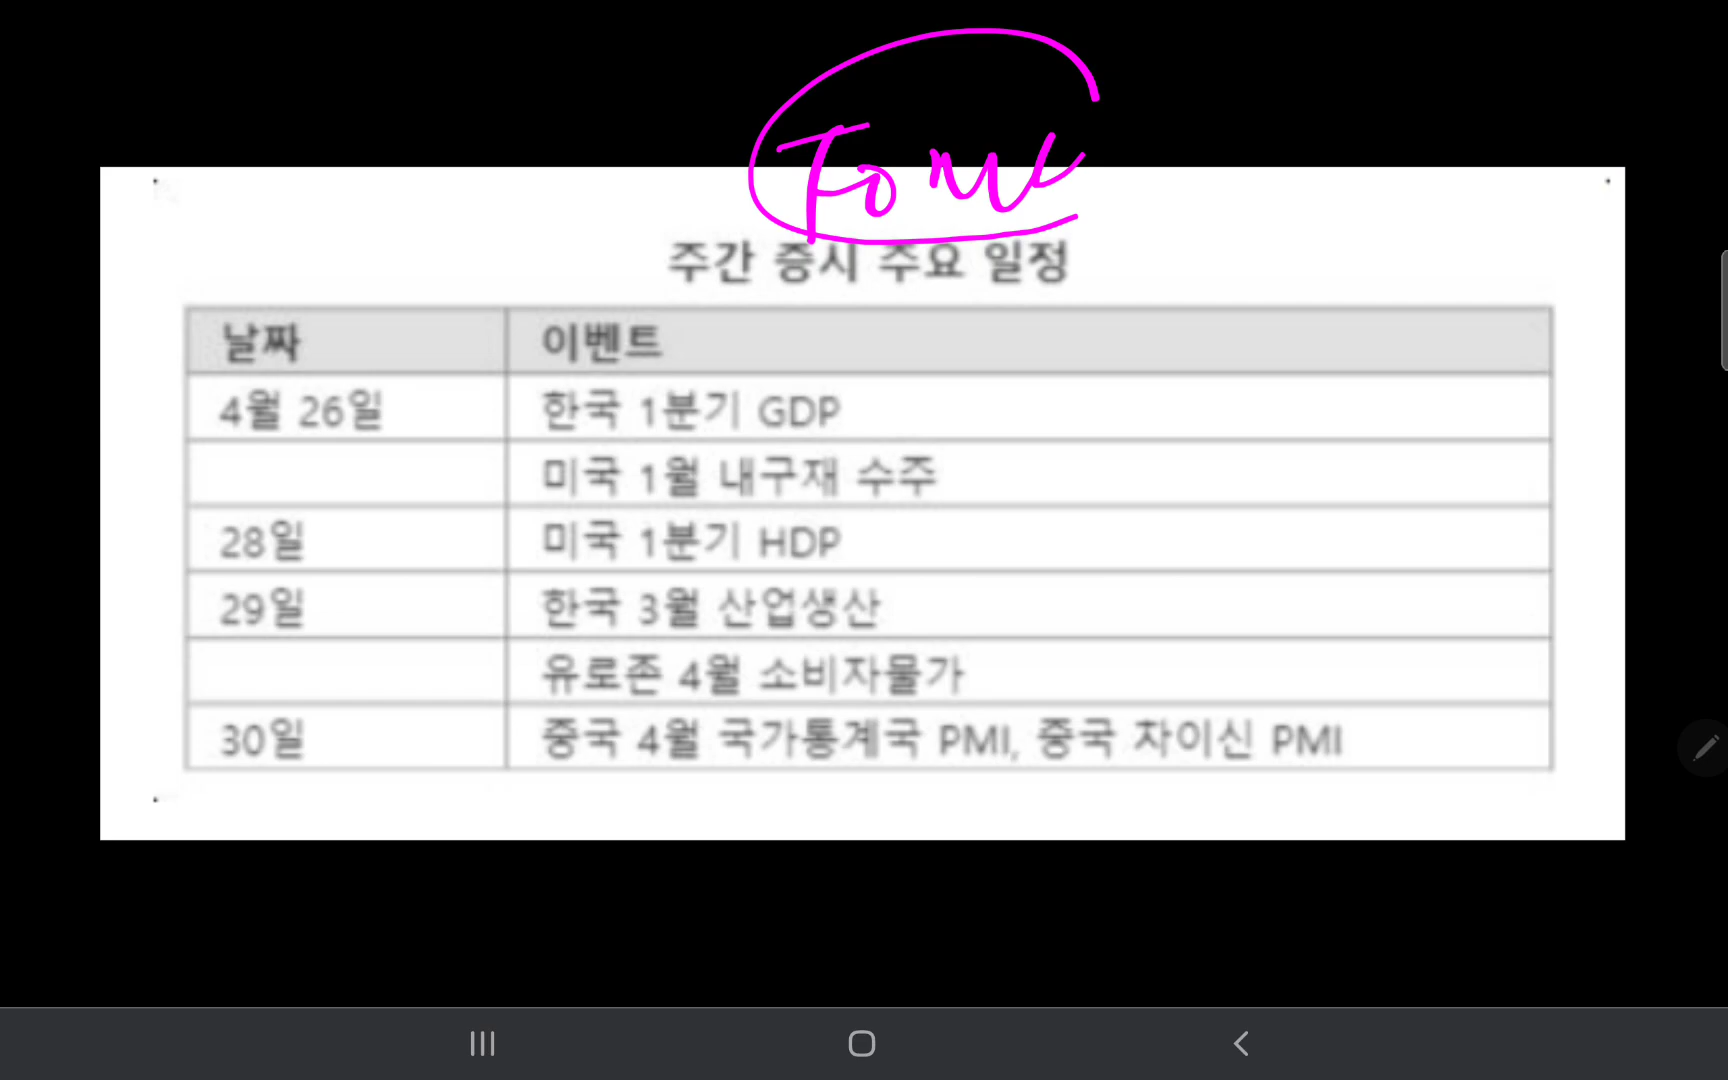 주간 증시 주요 일정
날짜 이벤트
4월 26일 한국 1분기 GDP
미국 1월 내구재 수주
28일 미국 1분기 HDP
29일 한국 3월 산업생산
유로존 4월 소비자물가
30일 중국 4월 국가통계국 PMI, 중국 차이신 PMI